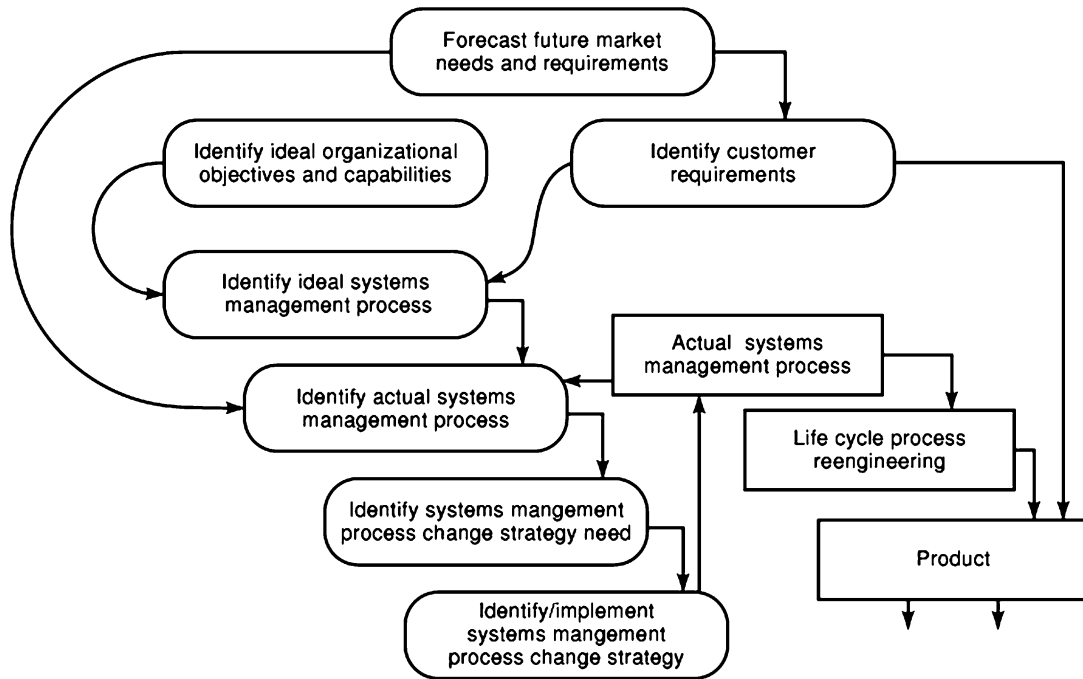 Forecast future market
needs and requirements
Identify ideal organizational
objectives and capabilities
Identify customer
requirements
Identify ideal systems
management process
Actual systems
management process
Identify actual systems
management process
Life cycle process
reengineering
Identify systems mangement
process change strategy need
Product
Identify/implement
systems mangement
process change strategy